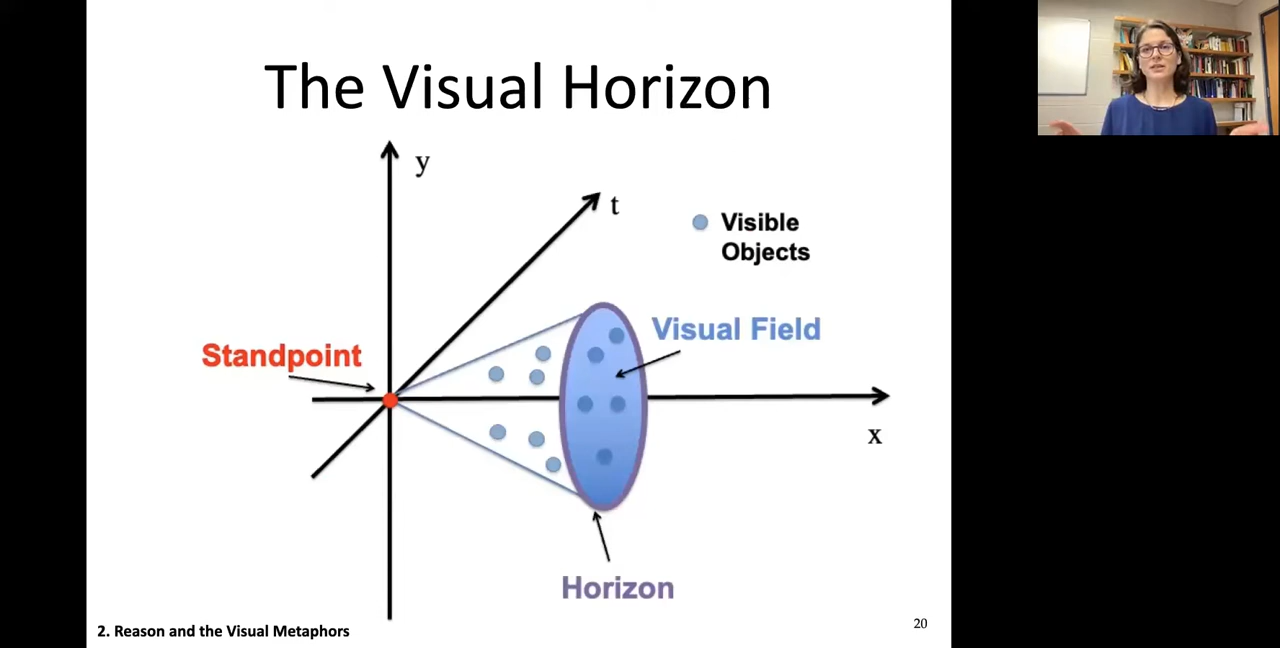 The Visual Horizon
y
t
Visible
Objects
Visual Field
Standpoint
x
Horizon
2. Reason and the Visual Metaphors
20